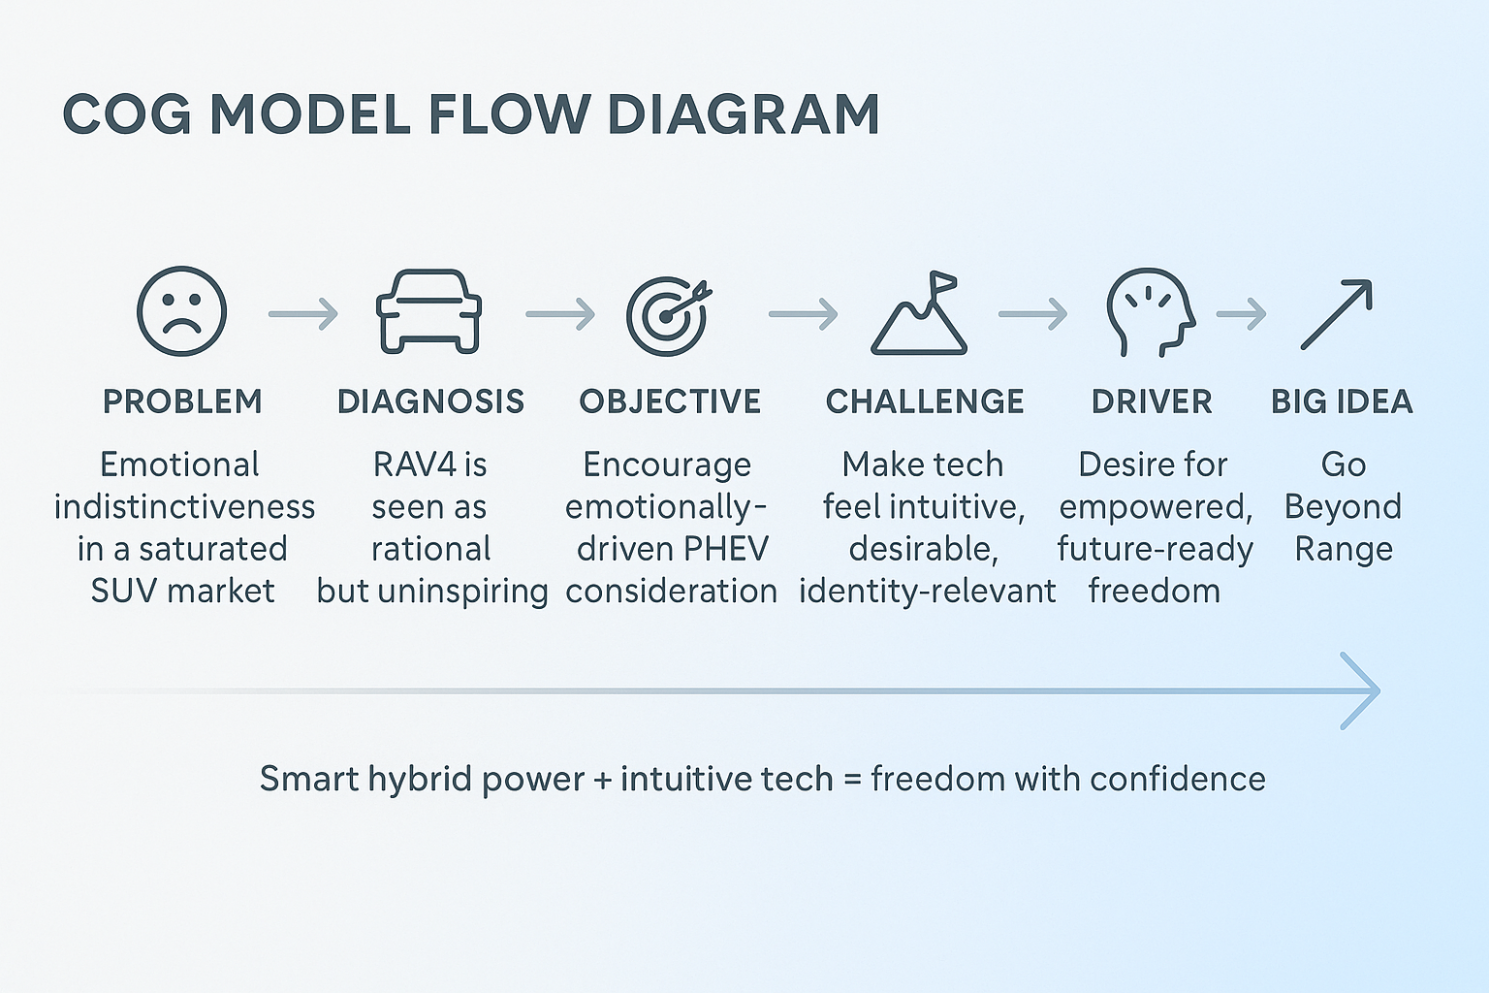 COG MODEL FLOW DIAGRAM
PROBLEM
Emotional
indistinctiveness
in a saturated
SUV market
DIAGNOSIS
RAV4 is
seen as
rational
but uninspiring
OBJECTIVE
Encourage
emotionally-
driven PHEV
consideration
CHALLENGE
Make tech
feel intuitive,
desirable,
identity-relevant
DRIVER
Desire for
empowered,
future-ready
freedom
BIG IDEA
Go
Beyond
Range
Smart hybrid power + intuitive tech = freedom with confidence